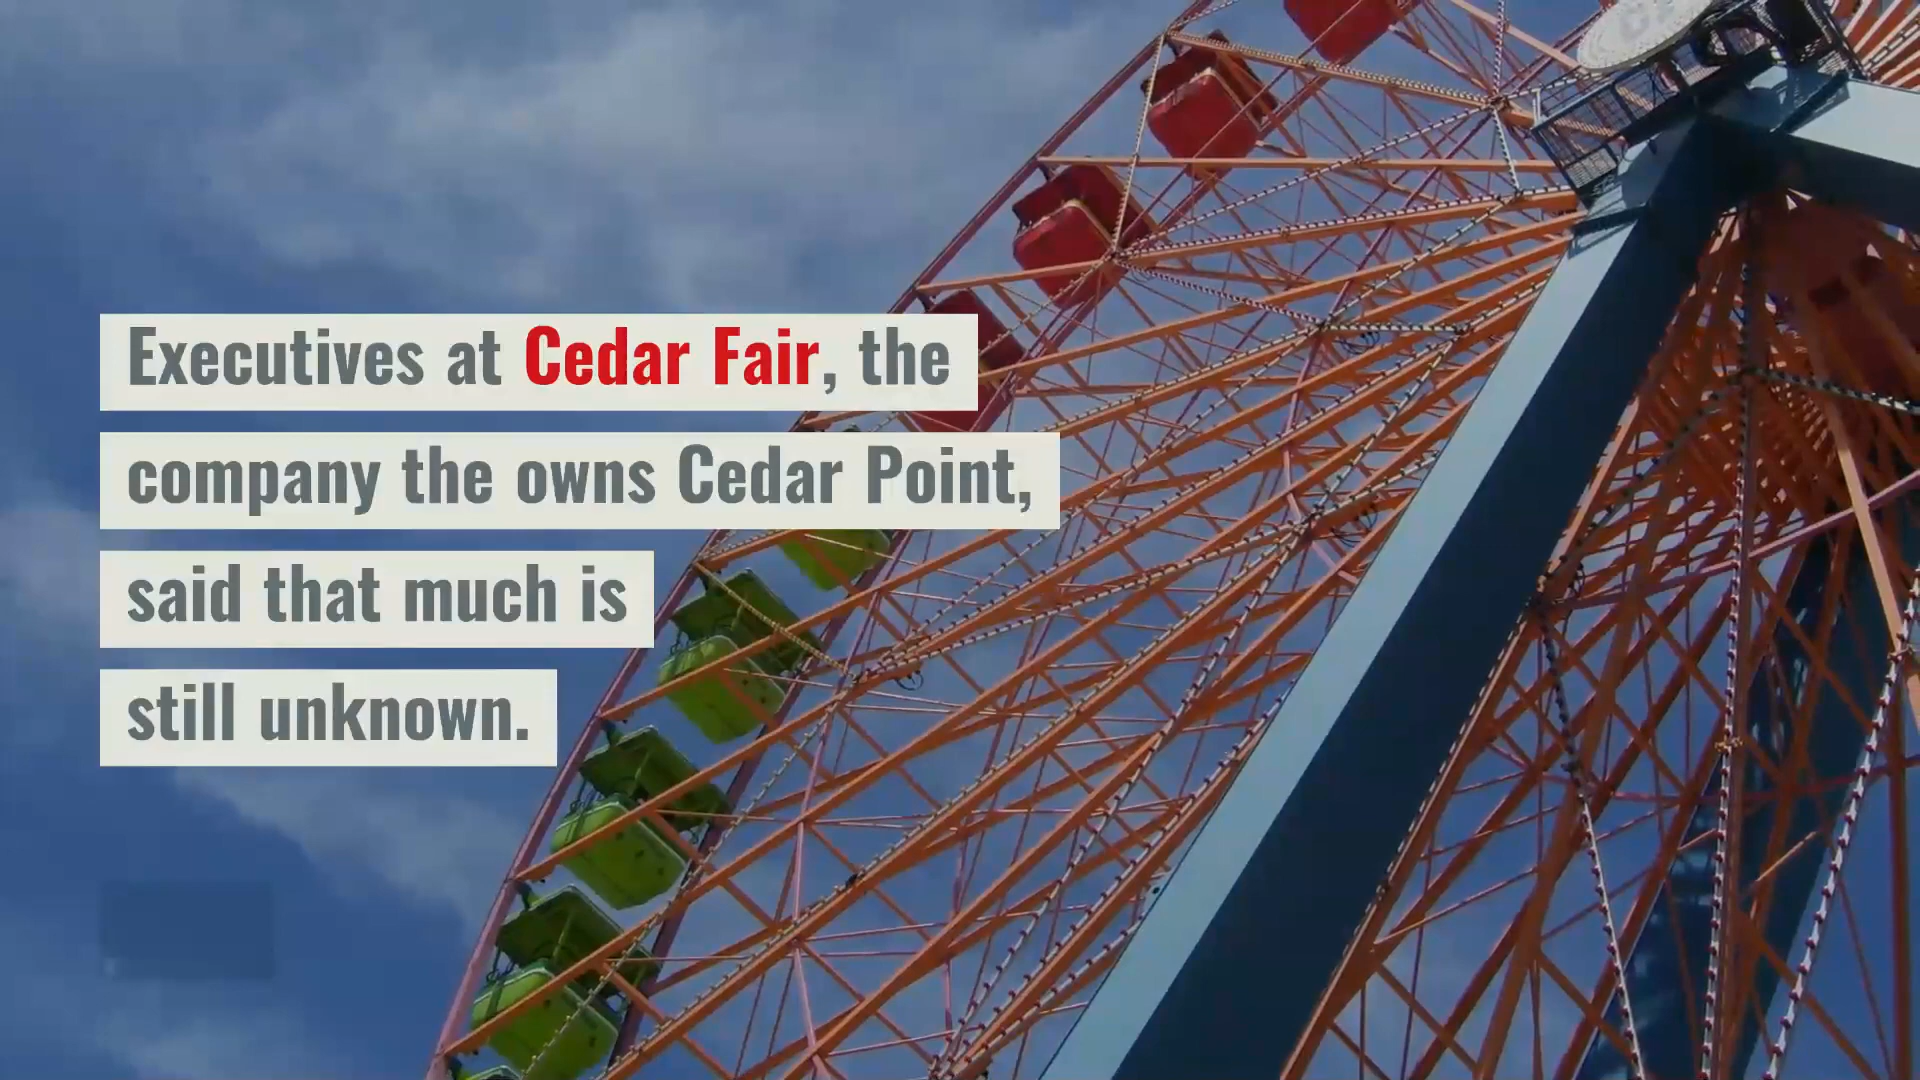 Executives at Cedar Fair, the
company the owns Cedar Point,
said that much is
still unknown.